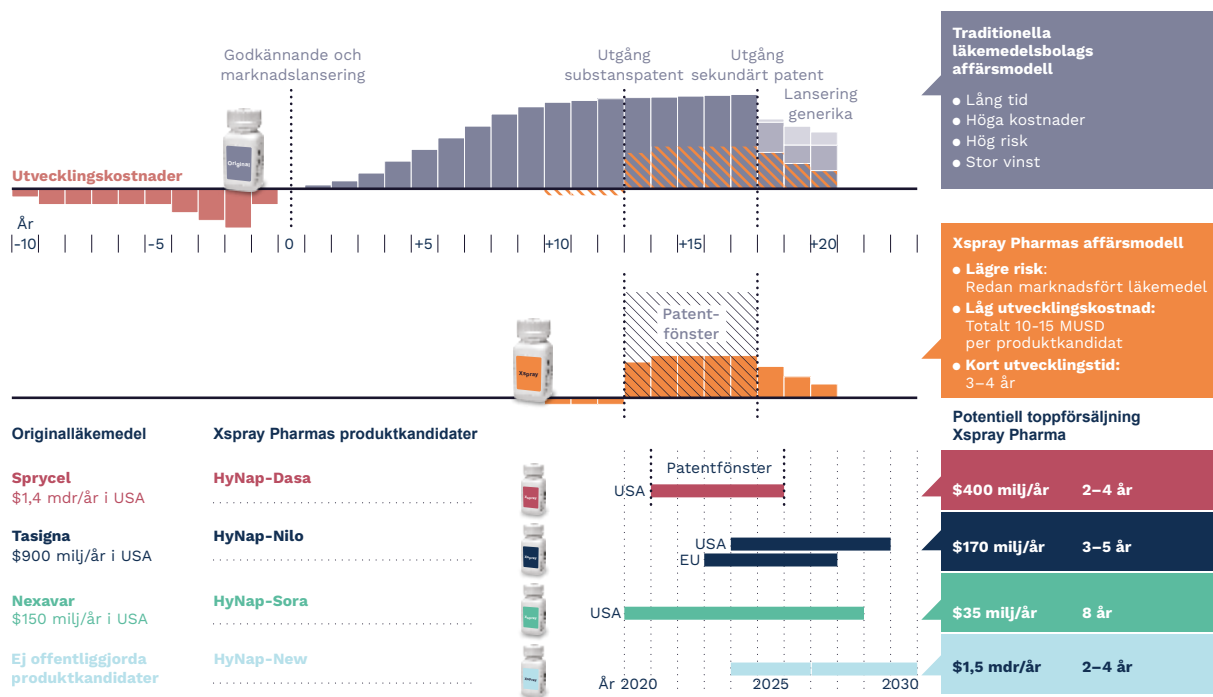 Godkännande och
marknadslansering
Utgång
substanspatent
Utgång
sekundärt patent
Lansering
generika
Original
Utvecklingskostnader
År
-10
-5
0
+5
+10
+15
+20
Traditionella
läkemedelsbolags
affärsmodell
• Lång tid
• Höga kostnader
• Hög risk
• Stor vinst
Patent-
fönster
Xspray
Xspray Pharmas affärsmodell
• Lägre risk:
Redan marknadsfört läkemedel
• Låg utvecklingskostnad:
Totalt 10-15 MUSD
per produktkandidat
• Kort utvecklingstid:
3–4 år
Originalläkemedel
Xspray Pharmas produktkandidater
Potentiell toppförsäljning
Xspray Pharma
Sprycel
$1,4 mdr/år i USA
HyNap-Dasa
Patentfönster
USA
$400 milj/år 2–4 år
Tasigna
$900 milj/år i USA
HyNap-Nilo
USA
EU
$170 milj/år 3–5 år
Nexavar
$150 milj/år i USA
HyNap-Sora
USA
$35 milj/år 8 år
Ej offentliggjorda
produktkandidater
HyNap-New
$1,5 mdr/år 2–4 år
År 2020 2025 2030